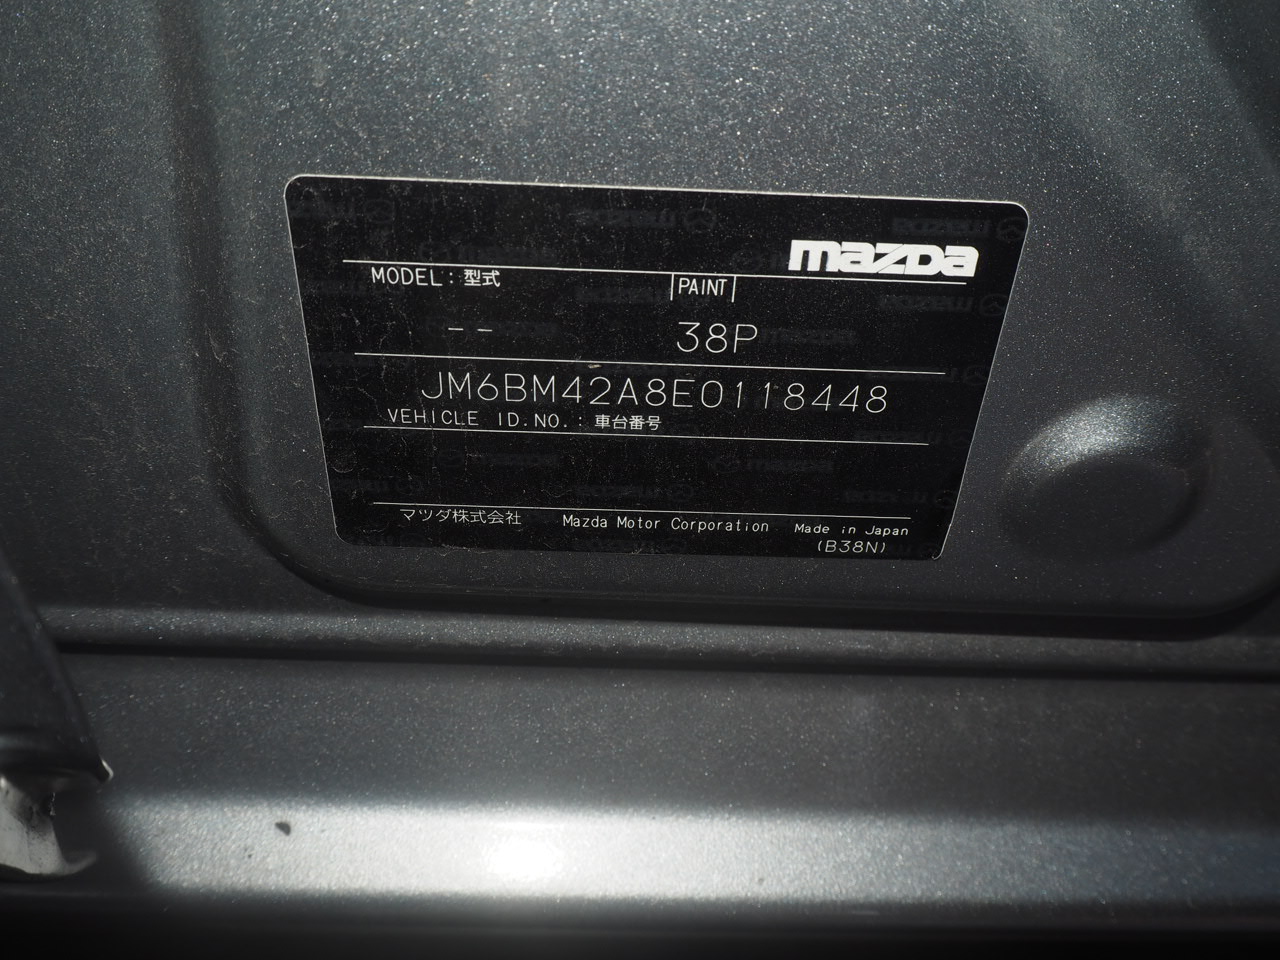 mazda
MODEL : 型式 |PAINT|
-- 38P
JM6BM42A8E0118448
VEHICLE ID.NO. : 車台番号
マツダ株式会社 Mazda Motor Corporation Made in Japan
(B38N)